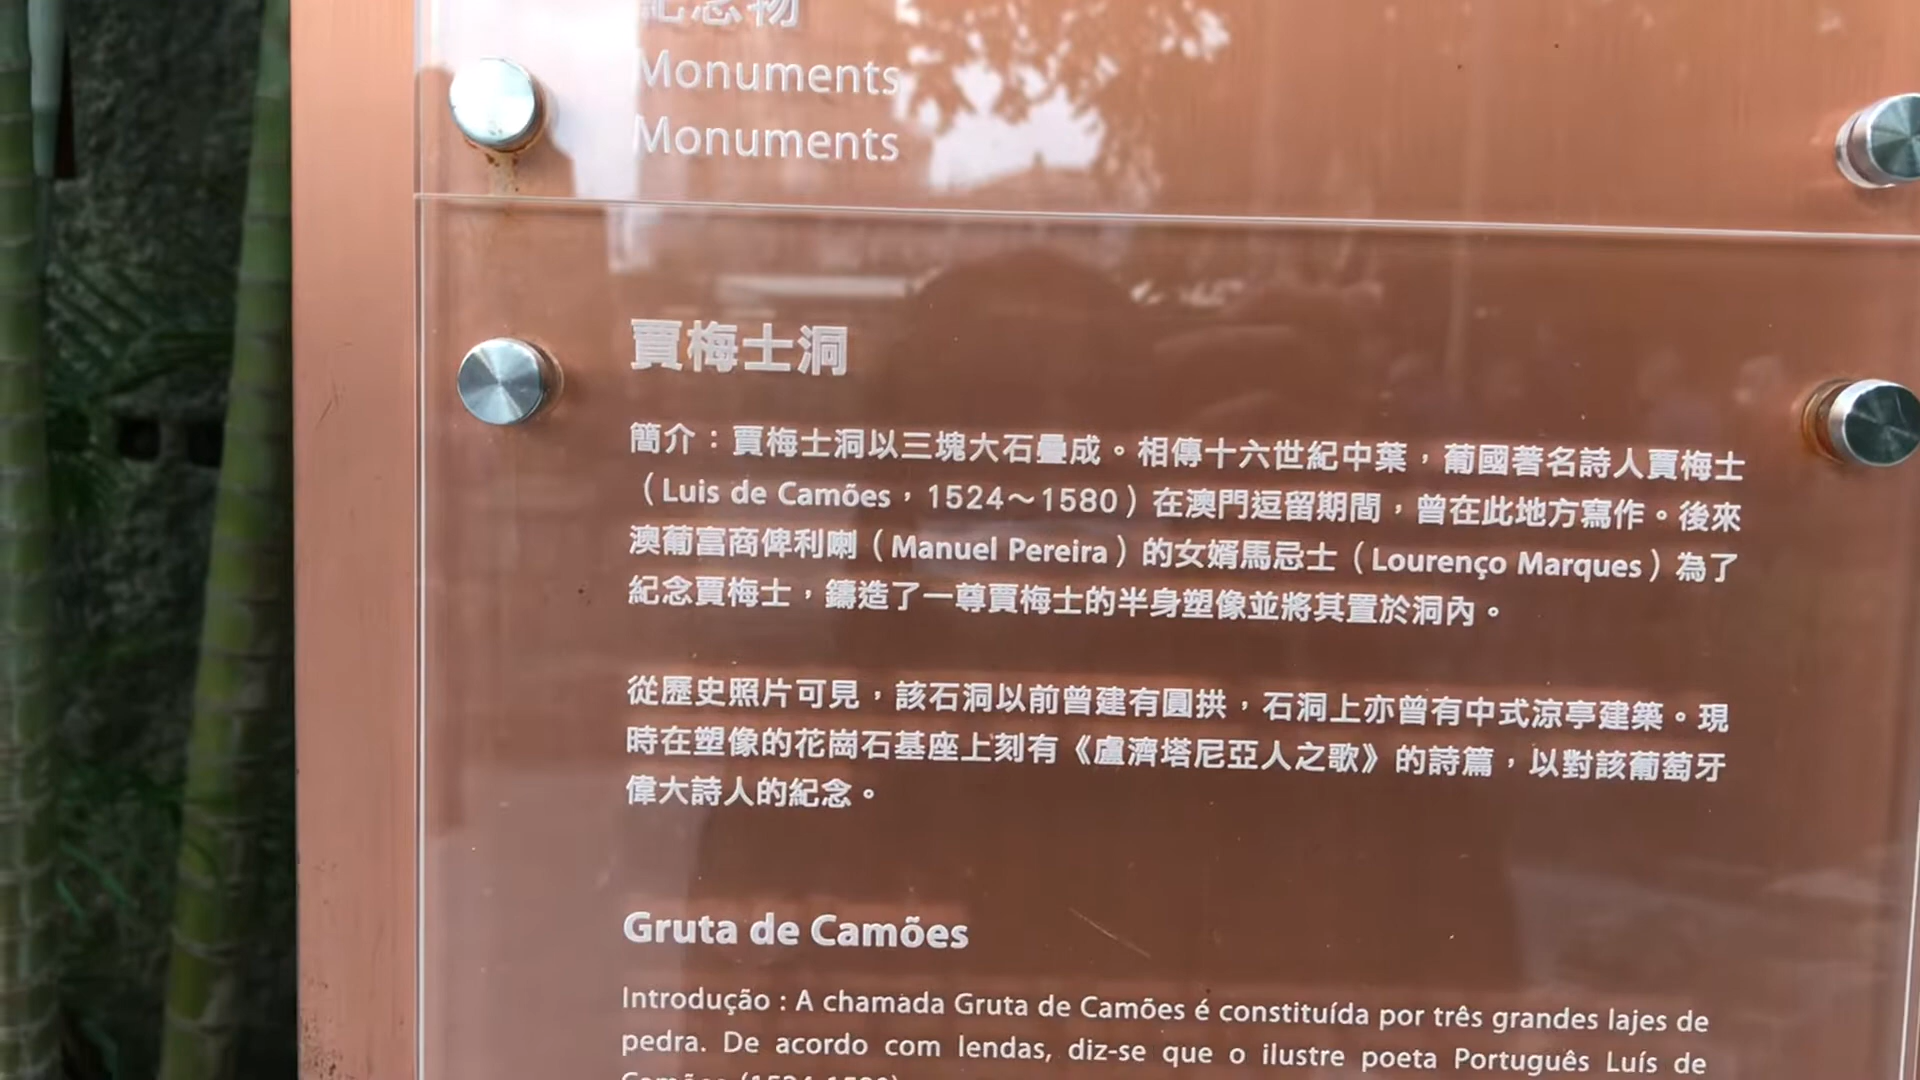 紀念物
Monuments
Monuments
賈梅士洞
簡介：賈梅士洞以三塊大石疊成。相傳十六世紀中葉，葡國著名詩人賈梅士
（Luis de Camões，1524～1580）在澳門逗留期間，曾在此地方寫作。後來
澳葡富商俾利喇（Manuel Pereira）的女婿馬忌士（Lourenço Marques）為了
紀念賈梅士，鑄造了一尊賈梅士的半身塑像並將其置於洞內。
從歷史照片可見，該石洞以前曾建有圓拱，石洞上亦曾有中式涼亭建築。現
時在塑像的花崗石基座上刻有《盧濟塔尼亞人之歌》的詩篇，以對該葡萄牙
偉大詩人的紀念。
Gruta de Camões
Introdução : A chamada Gruta de Camões é constituída por três grandes lajes de
pedra. De acordo com lendas, diz-se que o ilustre poeta Português Luís de